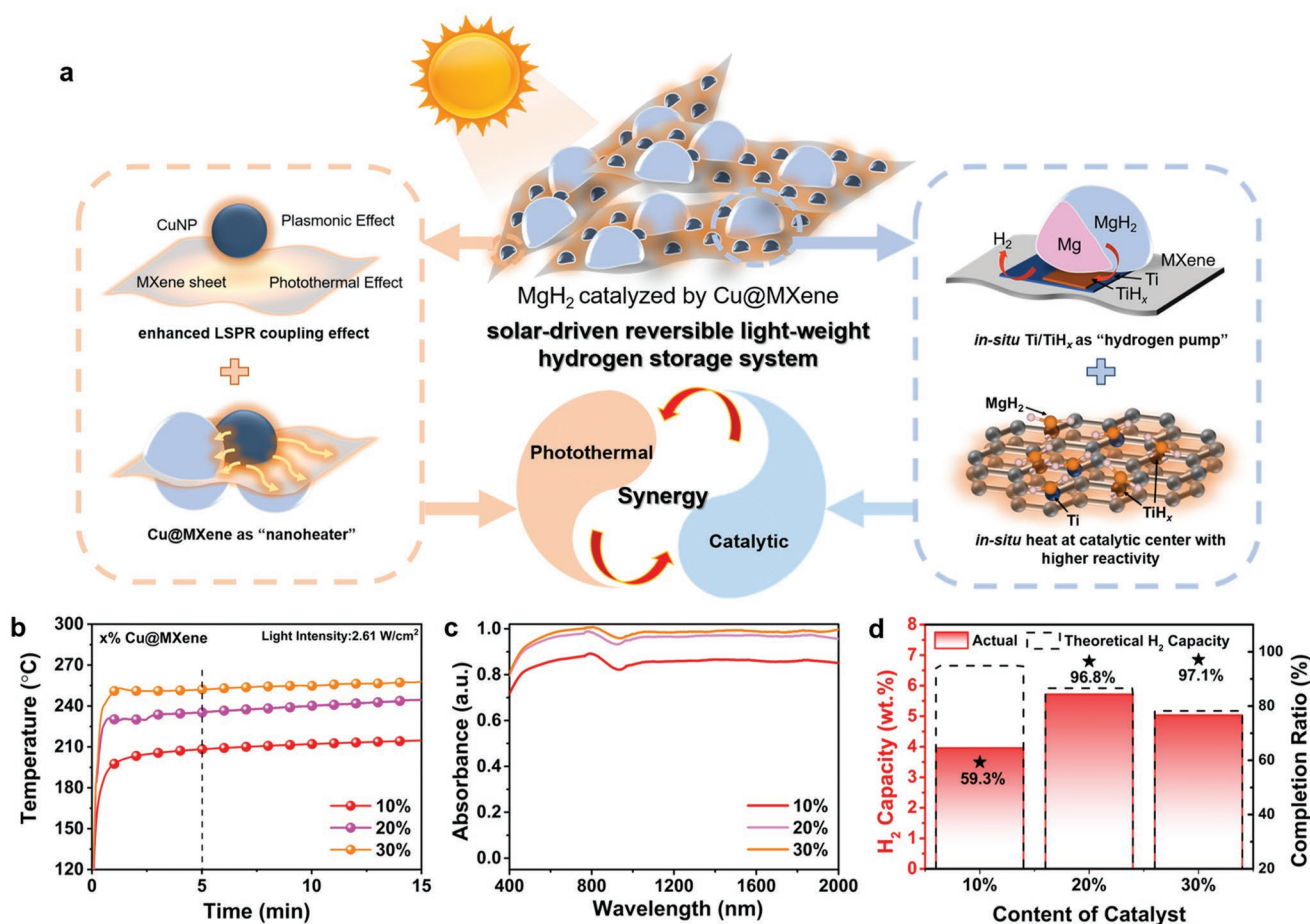 a
CuNP
Plasmonic Effect
MXene sheet
Photothermal Effect
enhanced LSPR coupling effect
Cu@MXene as “nanoheater”
MgH2 catalyzed by Cu@MXene
solar-driven reversible light-weight
hydrogen storage system
Photothermal
Synergy
Catalytic
H2
Mg
MgH2
MXene
Ti
TiHx
in-situ Ti/TiHx as “hydrogen pump”
MgH2
Ti
TiHx
in-situ heat at catalytic center with
higher reactivity
b
x% Cu@MXene
Light Intensity:2.61 W/cm2
Temperature (°C)
300
270
240
210
180
150
120
10%
20%
30%
0
5
10
15
Time (min)
c
Absorbance (a.u.)
1.0
0.8
0.6
0.4
0.2
0.0
10%
20%
30%
400
800
1200
1600
2000
Wavelength (nm)
d
Actual
Theoretical H2 Capacity
H2 Capacity (wt.%)
8
7
6
5
4
3
2
1
0
59.3%
96.8%
97.1%
100
80
60
40
20
Completion Ratio (%)
10%
20%
30%
Content of Catalyst